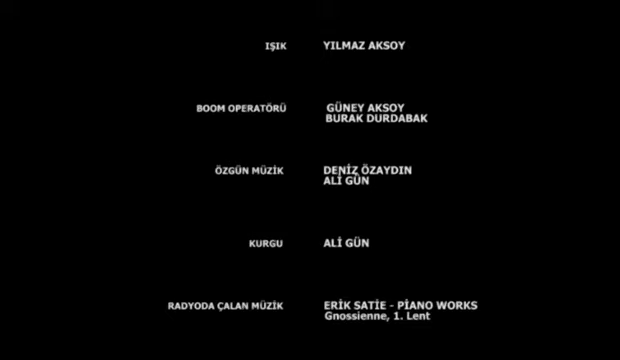 IŞIK YILMAZ AKSOY
BOOM OPERATÖRÜ GÜNEY AKSOY
BURAK DURDABAK
ÖZGÜN MÜZİK DENİZ ÖZAYDIN
ALİ GÜN
KURGU ALİ GÜN
RADYODA ÇALAN MÜZİK ERİK SATIE - PİANO WORKS
Gnossienne, 1. Lent